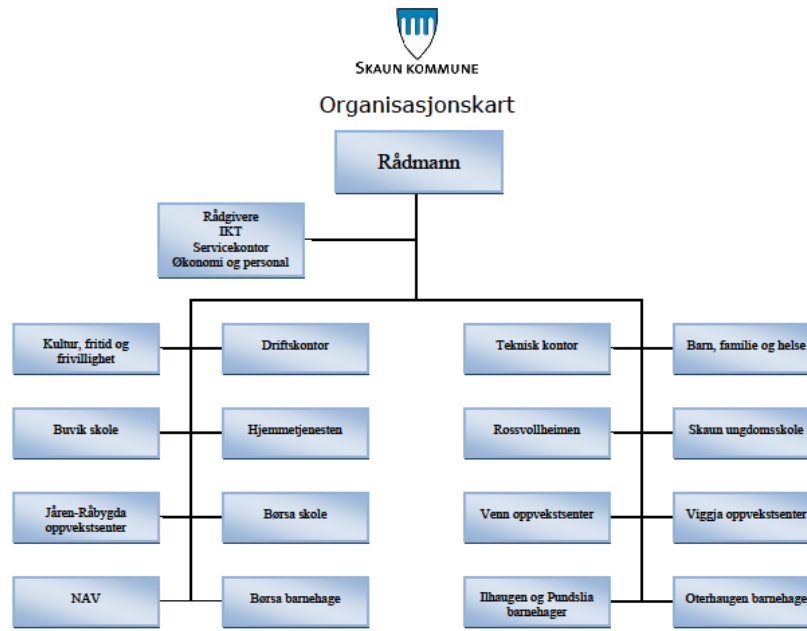 SKAUN KOMMUNE
Organisasjonskart
Rådmann
Rådgivere
IKT
Servicekontor
Økonomi og personal
Kultur, fritid og
frivillighet
Driftskontor
Teknisk kontor
Barn, familie og helse
Buvik skole
Hjemmetjenesten
Rossvollheimen
Skaun ungdomsskole
Jåren-Råbygda
oppvekstsenter
Børsa skole
Venn oppvekstsenter
Viggja oppvekstsenter
NAV
Børsa barnehage
Ilhaugen og Pundslia
barnehager
Oterhaugen barnehage